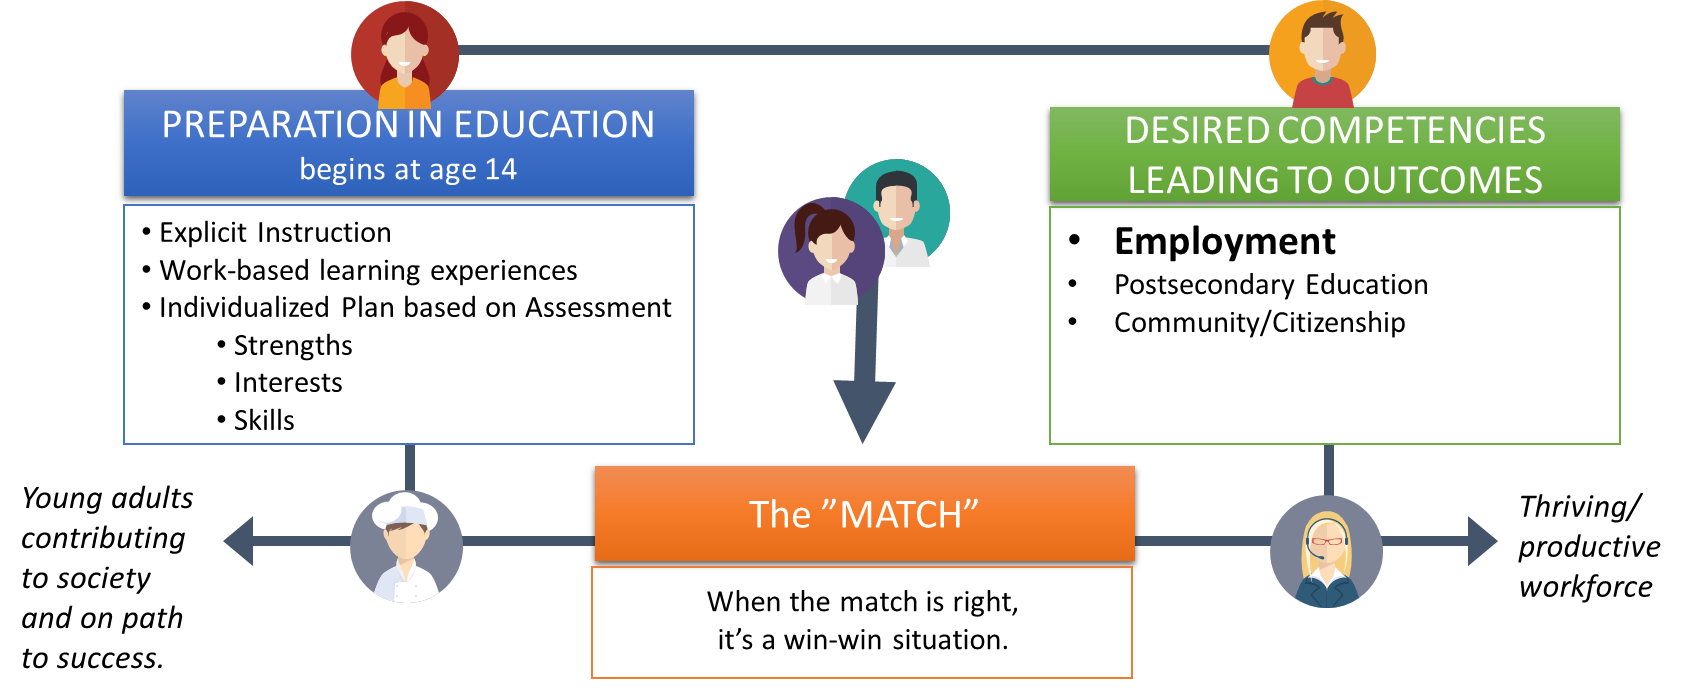 PREPARATION IN EDUCATION
begins at age 14
• Explicit Instruction
• Work-based learning experiences
• Individualized Plan based on Assessment
• Strengths
• Interests
• Skills
DESIRED COMPETENCIES
LEADING TO OUTCOMES
• Employment
• Postsecondary Education
• Community/Citizenship
Young adults
contributing
to society
and on path
to success.
The ”MATCH”
When the match is right,
it’s a win-win situation.
Thriving/
productive
workforce